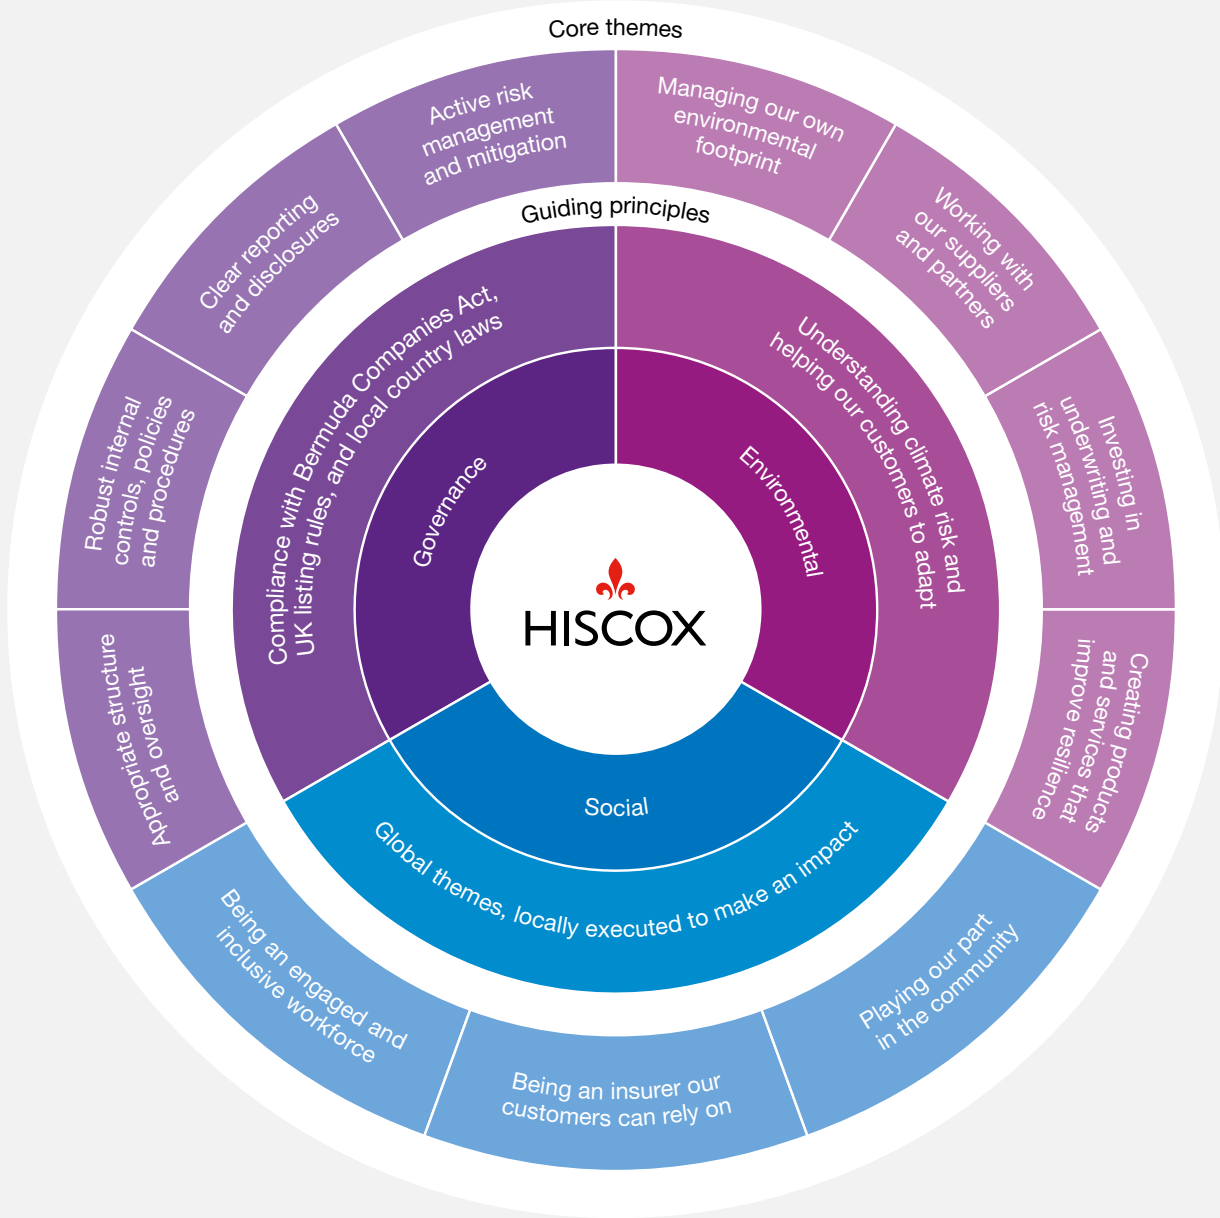 Core themes
Active risk
management
and mitigation
Managing our own
environmental
footprint
Working with
our suppliers
and partners
Investing in
underwriting and
risk management
Creating products
and services that
improve resilience
Playing our part
in the community
Being an insurer our
customers can rely on
Being an engaged and
inclusive workforce
Appropriate structure
and oversight
Robust internal
controls, policies
and procedures
Clear reporting
and disclosures
Guiding principles
Compliance with Bermuda Companies Act,
UK listing rules, and local country laws
Understanding climate risk and
helping our customers to adapt
Global themes, locally executed to make an impact
Governance
Environmental
Social
HISCOX